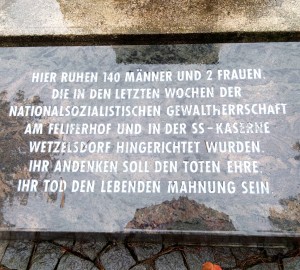 HIER RUHEN 140 MÄNNER UND 2 FRAUEN,
DIE IN DEN LETZTEN WOCHEN DER
NATIONALSOZIALISTISCHEN GEWALTHERRSCHAFT
AM FELIFERHOF UND IN DER SS-KASERNE
WETZELSDORF HINGERICHTET WURDEN.
IHR ANDENKEN SOLL DEN TOTEN EHRE,
IHR TOD DEN LEBENDEN MAHNUNG SEIN.